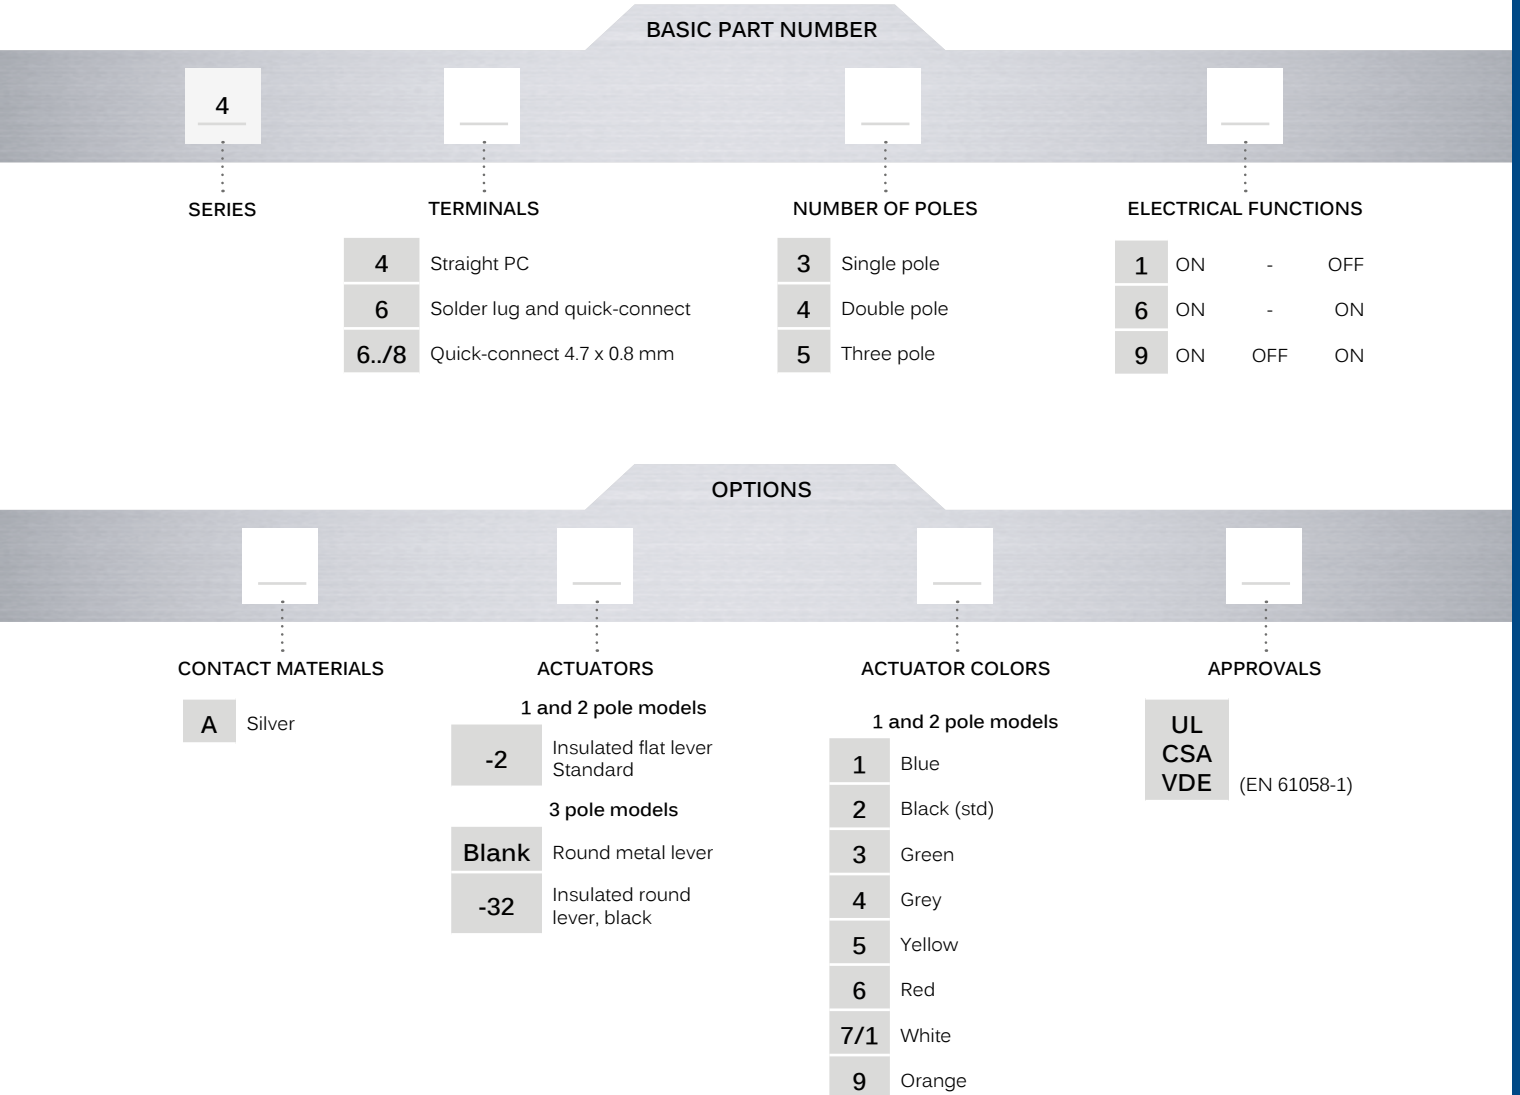 BASIC PART NUMBER
4
SERIES
TERMINALS
4 Straight PC
6 Solder lug and quick-connect
6../8 Quick-connect 4.7 x 0.8 mm
NUMBER OF POLES
3 Single pole
4 Double pole
5 Three pole
ELECTRICAL FUNCTIONS
1 ON - OFF
6 ON - ON
9 ON OFF ON
OPTIONS
CONTACT MATERIALS
A Silver
ACTUATORS
1 and 2 pole models
-2 Insulated flat lever
Standard
3 pole models
Blank Round metal lever
-32 Insulated round
lever, black
ACTUATOR COLORS
1 and 2 pole models
1 Blue
2 Black (std)
3 Green
4 Grey
5 Yellow
6 Red
7/1 White
9 Orange
APPROVALS
UL
CSA
VDE (EN 61058-1)